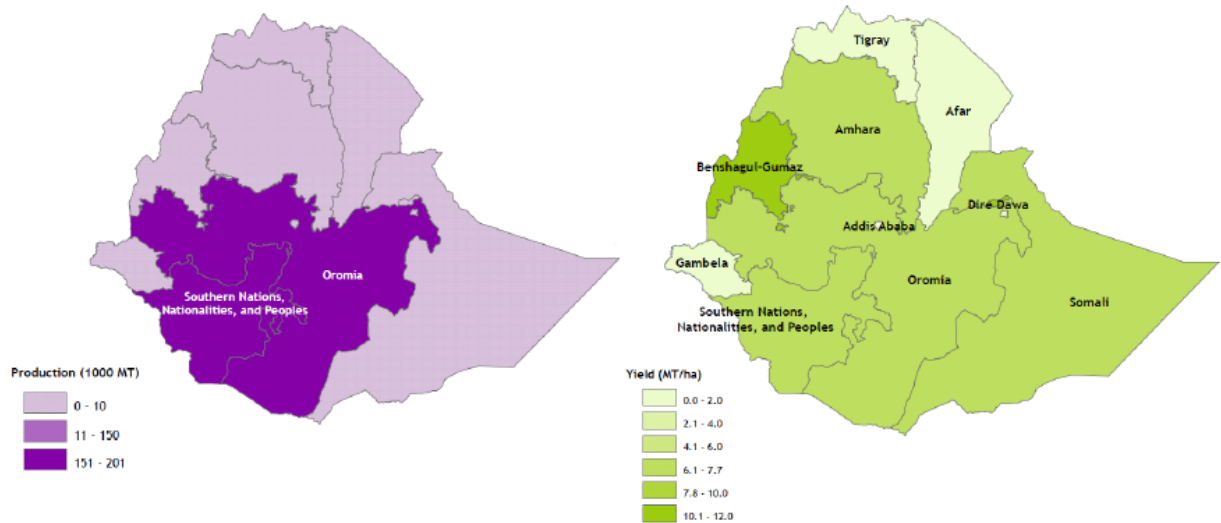 Oromia
Southern Nations,
Nationalities, and Peoples
Production (1000 MT)
0 - 10
11 - 150
151 - 201
Tigray
Afar
Amhara
Benshagul-Gumaz
Dire Dawa
Addis Ababa
Gambela
Oromia
Somali
Southern Nations,
Nationalities, and Peoples
Yield (MT/ha)
0.0 - 2.0
2.1 - 4.0
4.1 - 6.0
6.1 - 7.7
7.8 - 10.0
10.1 - 12.0